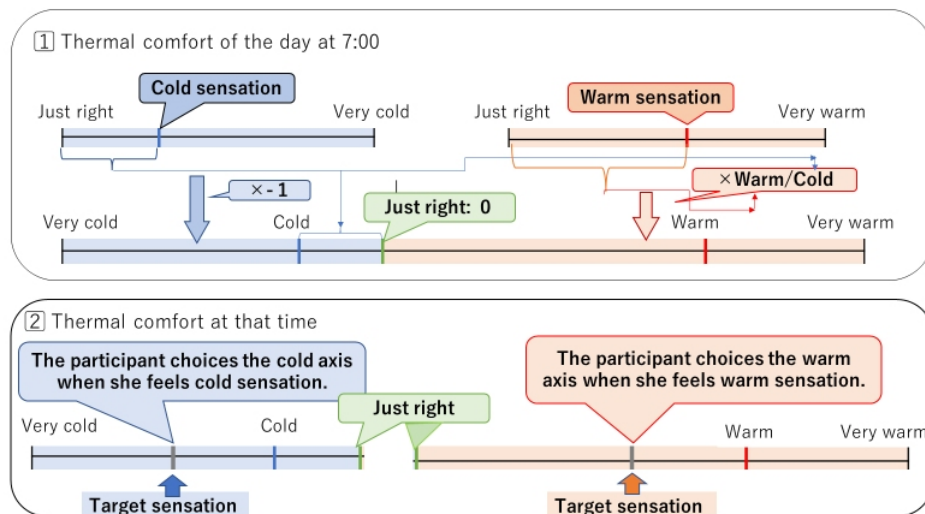 1 Thermal comfort of the day at 7:00
Cold sensation
Warm sensation
Just right
Very cold
Just right
Very warm
×-1
×Warm/Cold
Just right: 0
Very cold
Cold
Warm
Very warm
2 Thermal comfort at that time
The participant choices the cold axis
when she feels cold sensation.
The participant choices the warm
axis when she feels warm sensation.
Just right
Very cold
Cold
Warm
Very warm
Target sensation
Target sensation